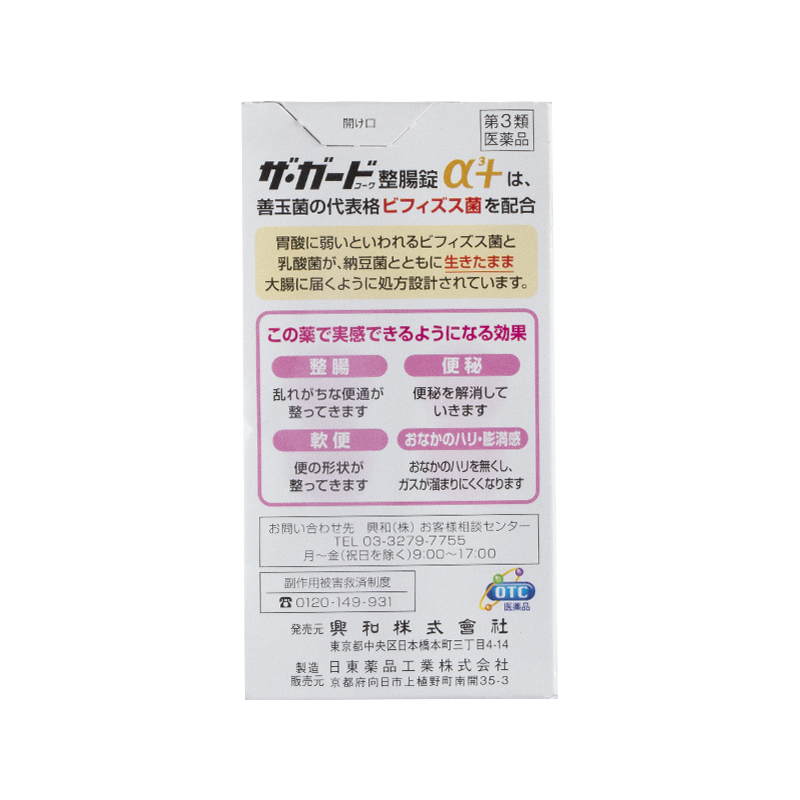 開け口
第3類
医薬品
ザ・ガードコーワ整腸錠α³+は、
善玉菌の代表格ビフィズス菌を配合
胃酸に弱いといわれるビフィズス菌と
乳酸菌が、納豆菌とともに生きたまま
大腸に届くように処方設計されています。
この薬で実感できるようになる効果
整腸
乱れがちな便通が
整ってきます
便秘
便秘を解消して
いきます
軟便
便の形状が
整ってきます
おなかのハリ・膨満感
おなかのハリを無くし、
ガスが溜まりにくくなります
お問い合わせ先 興和(株)お客様相談センター
TEL 03-3279-7755
月〜金(祝日を除く)9:00〜17:00
副作用被害救済制度
☎0120-149-931
OTC
医薬品
発売元 興和株式會社
東京都中央区日本橋本町三丁目4-14
製造販売元 日東薬品工業株式会社
京都府向日市上植野町南開35-3